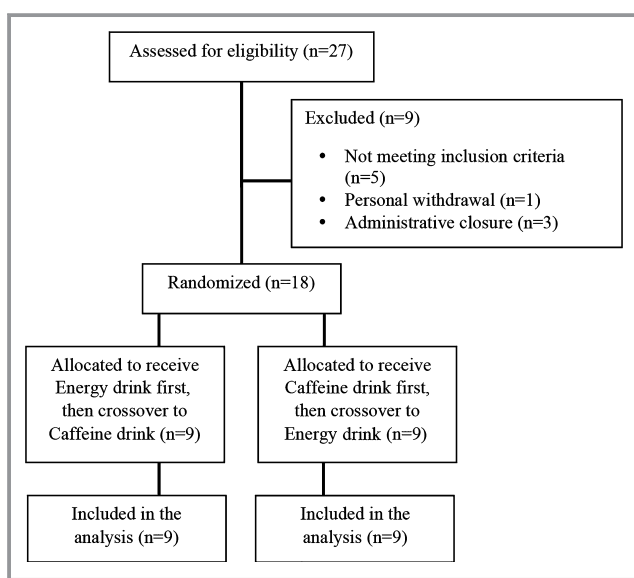 Assessed for eligibility (n=27)
Excluded (n=9)
• Not meeting inclusion criteria
(n=5)
• Personal withdrawal (n=1)
• Administrative closure (n=3)
Randomized (n=18)
Allocated to receive
Energy drink first,
then crossover to
Caffeine drink (n=9)
Allocated to receive
Caffeine drink first,
then crossover to
Energy drink (n=9)
Included in the
analysis (n=9)
Included in the
analysis (n=9)